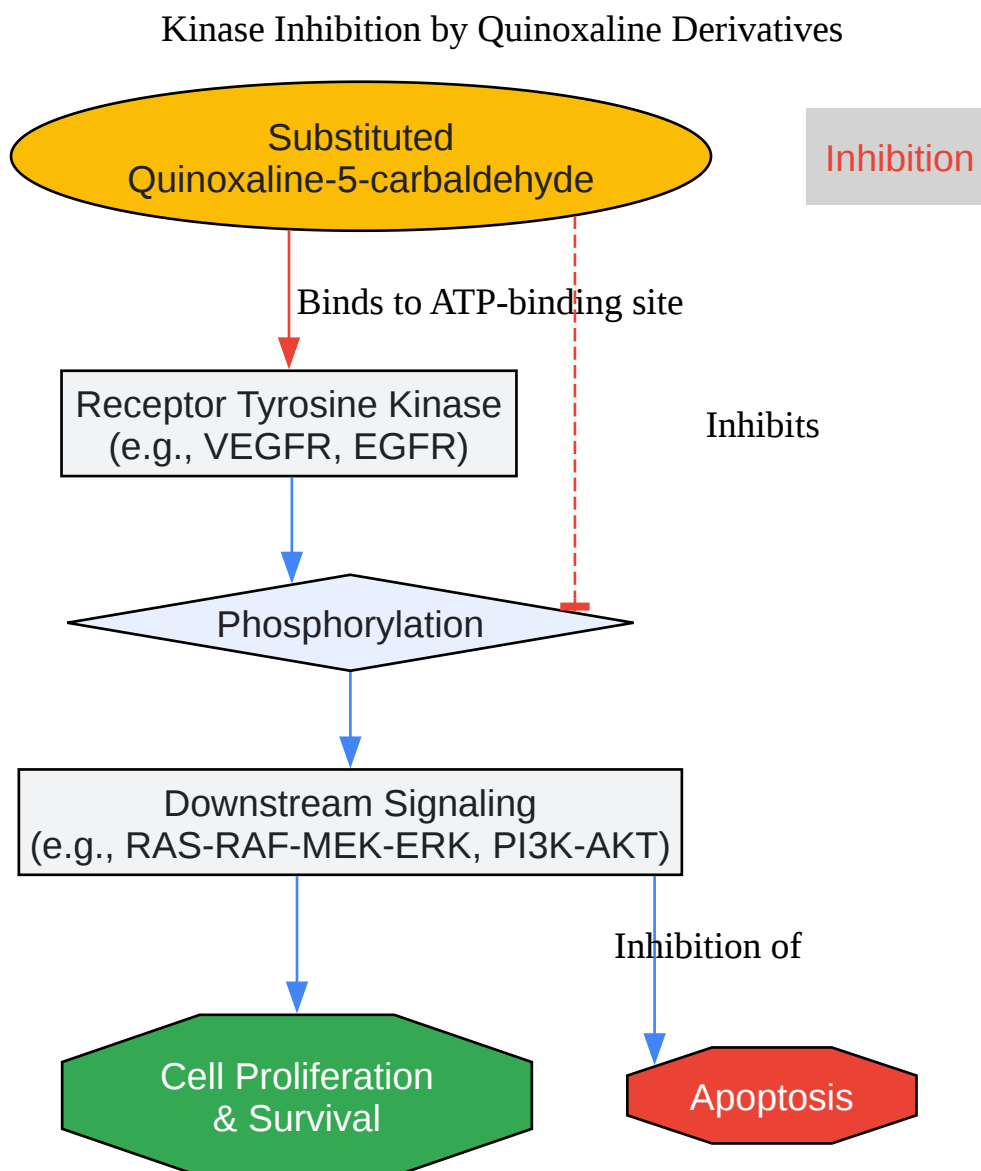 Kinase Inhibition by Quinoxaline Derivatives
Substituted
Quinoxaline-5-carbaldehyde
Inhibition
Binds to ATP-binding site
Receptor Tyrosine Kinase
(e.g., VEGFR, EGFR)
Inhibits
Phosphorylation
Downstream Signaling
(e.g., RAS-RAF-MEK-ERK, PI3K-AKT)
Inhibition of
Cell Proliferation
& Survival
Apoptosis